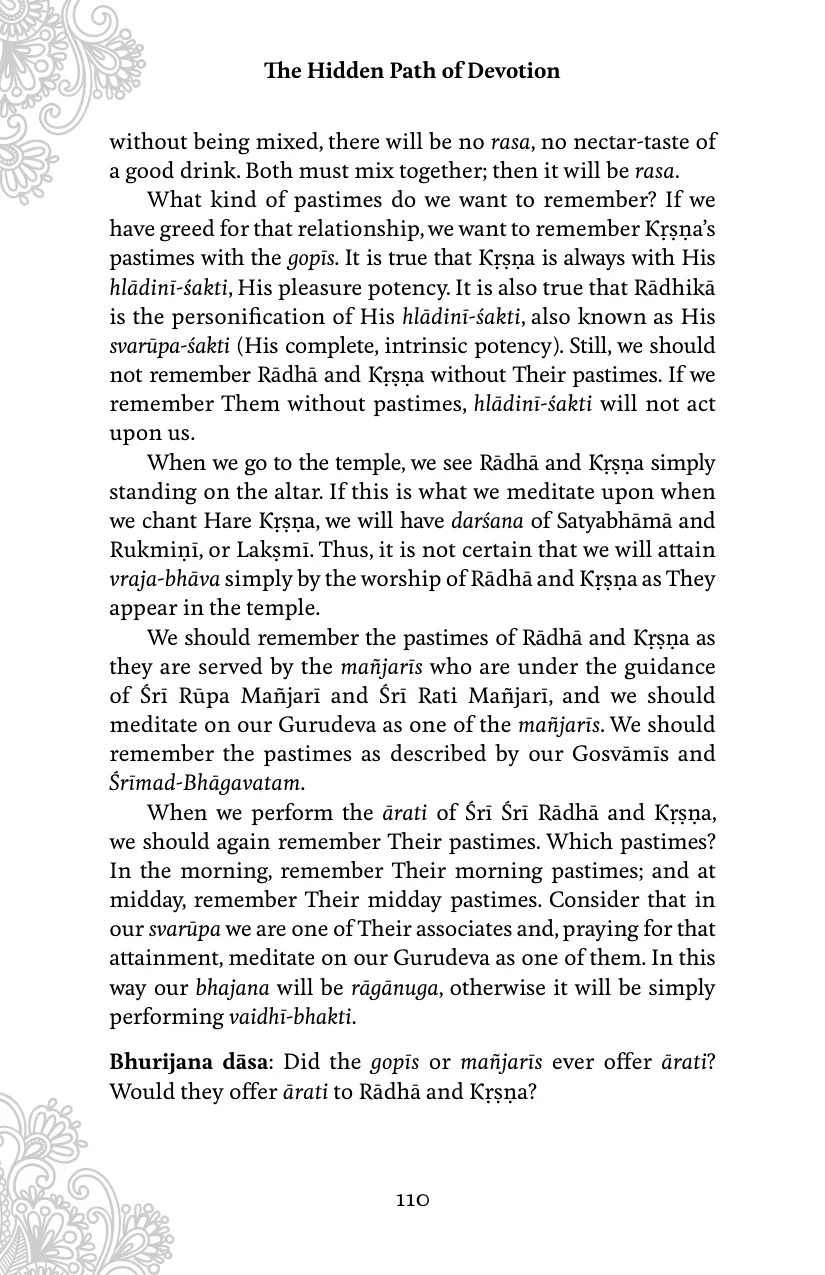 The Hidden Path of Devotion
without being mixed, there will be no rasa, no nectar-taste of
a good drink. Both must mix together; then it will be rasa.
What kind of pastimes do we want to remember? If we
have greed for that relationship, we want to remember Kṛṣṇa’s
pastimes with the gopīs. It is true that Kṛṣṇa is always with His
hlādinī-śakti, His pleasure potency. It is also true that Rādhikā
is the personification of His hlādinī-śakti, also known as His
svarūpa-śakti (His complete, intrinsic potency). Still, we should
not remember Rādhā and Kṛṣṇa without Their pastimes. If we
remember Them without pastimes, hlādinī-śakti will not act
upon us.
When we go to the temple, we see Rādhā and Kṛṣṇa simply
standing on the altar. If this is what we meditate upon when
we chant Hare Kṛṣṇa, we will have darśana of Satyabhāmā and
Rukmiṇī, or Lakṣmī. Thus, it is not certain that we will attain
vraja-bhāva simply by the worship of Rādhā and Kṛṣṇa as They
appear in the temple.
We should remember the pastimes of Rādhā and Kṛṣṇa as
they are served by the mañjarīs who are under the guidance
of Śrī Rūpa Mañjarī and Śrī Rati Mañjarī, and we should
meditate on our Gurudeva as one of the mañjarīs. We should
remember the pastimes as described by our Gosvāmīs and
Śrīmad-Bhāgavatam.
When we perform the ārati of Śrī Śrī Rādhā and Kṛṣṇa,
we should again remember Their pastimes. Which pastimes?
In the morning, remember Their morning pastimes; and at
midday, remember Their midday pastimes. Consider that in
our svarūpa we are one of Their associates and, praying for that
attainment, meditate on our Gurudeva as one of them. In this
way our bhajana will be rāgānuga, otherwise it will be simply
performing vaidhī-bhakti.
Bhurijana dāsa: Did the gopīs or mañjarīs ever offer ārati?
Would they offer ārati to Rādhā and Kṛṣṇa?
110